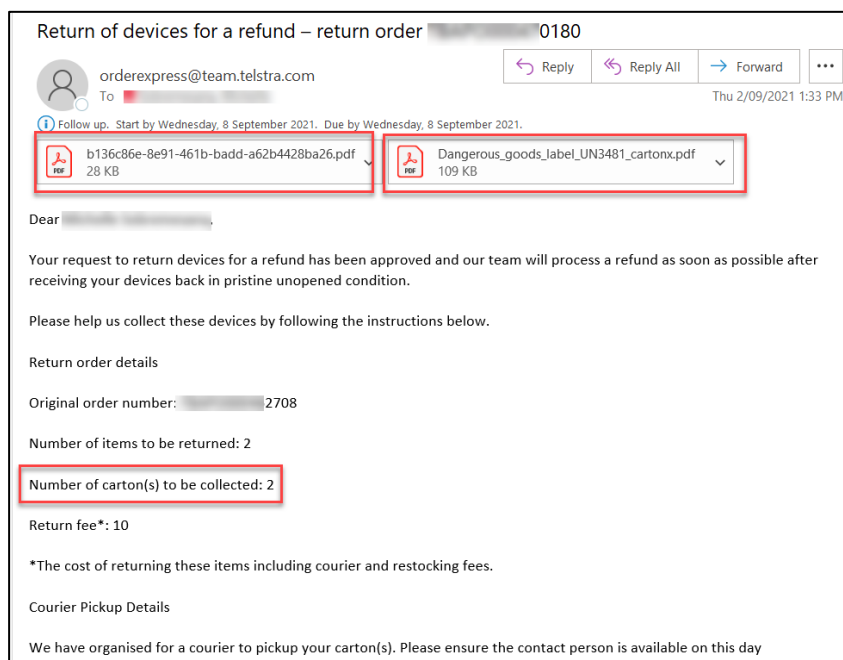 Return of devices for a refund – return order 0180
Reply
Reply All
Forward
orderexpress@team.telstra.com
To
Thu 2/09/2021 1:33 PM
Follow up. Start by Wednesday, 8 September 2021. Due by Wednesday, 8 September 2021.
b136c86e-8e91-461b-badd-a62b4428ba26.pdf
28 KB
Dangerous_goods_label_UN3481_cartonx.pdf
109 KB
PDF
PDF
Dear
Your request to return devices for a refund has been approved and our team will process a refund as soon as possible after
receiving your devices back in pristine unopened condition.
Please help us collect these devices by following the instructions below.
Return order details
Original order number: 2708
Number of items to be returned: 2
Number of carton(s) to be collected: 2
Return fee*: 10
*The cost of returning these items including courier and restocking fees.
Courier Pickup Details
We have organised for a courier to pickup your carton(s). Please ensure the contact person is available on this day